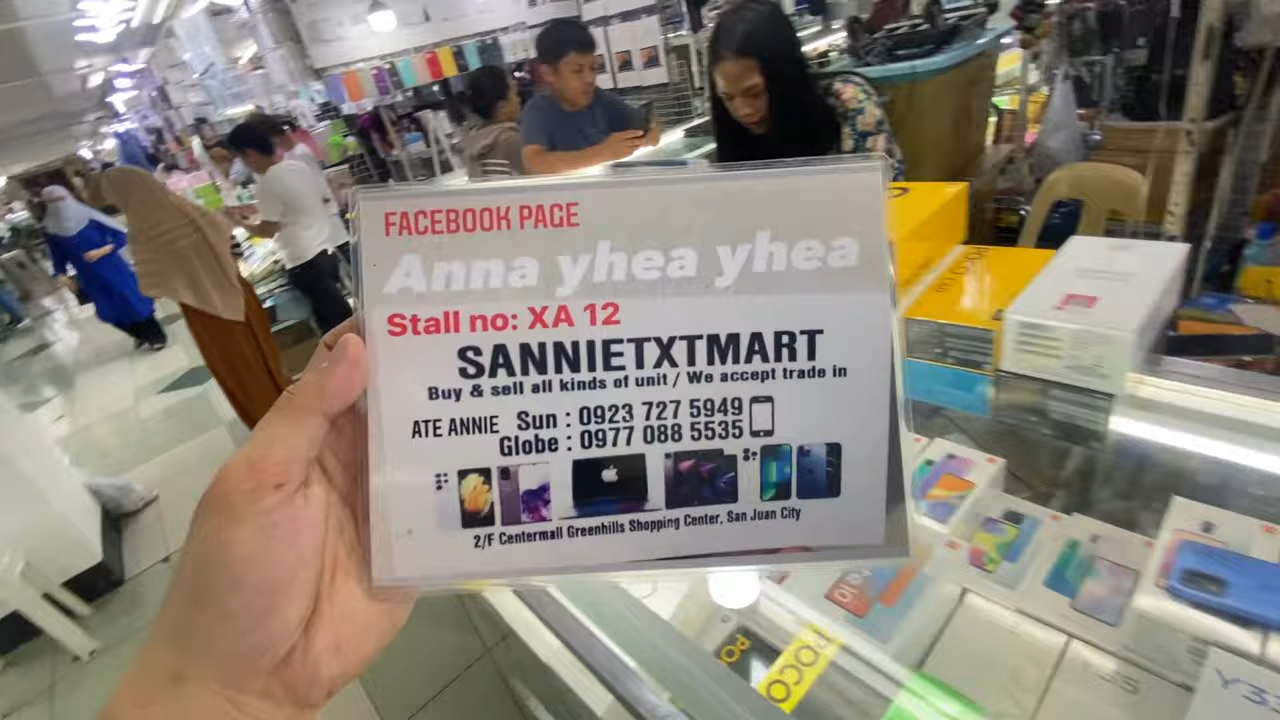 FACEBOOK PAGE
Anna yhea yhea
Stall no: XA 12
SANNIETXTMART
Buy & sell all kinds of unit / We accept trade in
ATE ANNIE Sun : 0923 727 5949
Globe : 0977 088 5535
2/F Centermall Greenhills Shopping Center, San Juan City
POCO